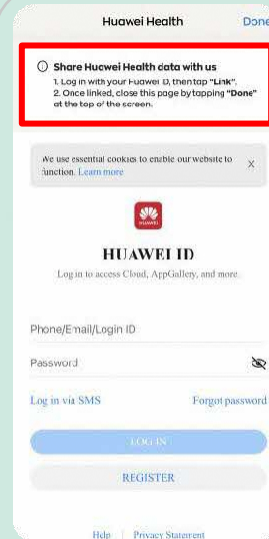 Huawei Health
Done
Share Hucwei Health data with us
1. Log in with your Huawei ID, then tap "Link".
2. Once linked, close this page by tapping "Done"
at the top of the screen.
We use essential cookies to enable our website to
function. Learn more
X
HUAWEI
HUAWEI ID
Log in to access Cloud, AppGallery, and more
Phone/Email/Login ID
Password
Log in via SMS
Forgot password
LOG IN
REGISTER
Help
Privacy Statement